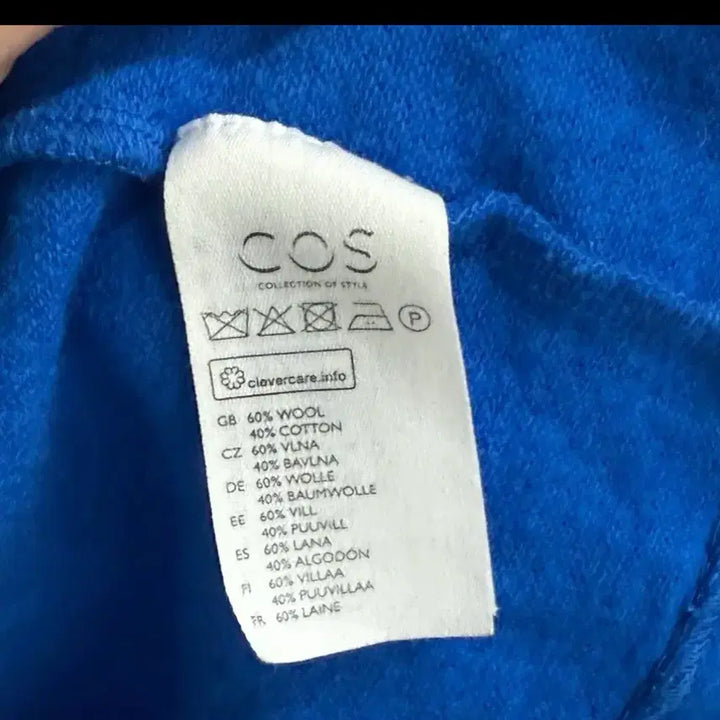 COS
COLLECTION OF STYLE
P
clevercare.info
GB 60% WOOL
40% COTTON
CZ 60% VLNA
40% BAVLNA
DE 60% WOLLE
40% BAUMWOLLE
EE 60% VILL
40% PUUVILL
ES 60% LANA
40% ALGODÓN
FI 60% VILLAA
40% PUUVILLAA
FR 60% LAINE